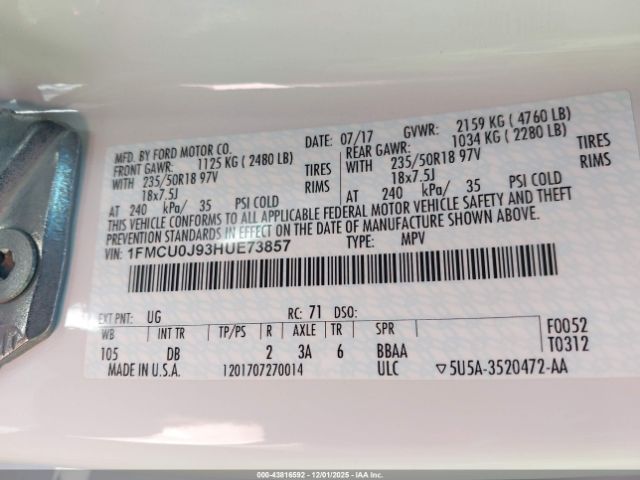 MFD. BY FORD MOTOR CO. DATE: 07/17 GVWR: 2159 KG ( 4760 LB)
FRONT GAWR: 1125 KG ( 2480 LB) REAR GAWR: 1034 KG ( 2280 LB)
WITH 235/50R18 97V TIRES WITH 235/50R18 97V TIRES
18x7.5J RIMS 18x7.5J RIMS
AT 240 kPa/ 35 PSI COLD AT 240 kPa/ 35 PSI COLD
THIS VEHICLE CONFORMS TO ALL APPLICABLE FEDERAL MOTOR VEHICLE SAFETY AND THEFT
PREVENTION STANDARDS IN EFFECT ON THE DATE OF MANUFACTURE SHOWN ABOVE.
VIN: 1FMCU0J93HUE73857 TYPE: MPV
EXT PNT: UG RC: 71 DSO:
WB INT TR TP/PS R AXLE TR SPR F0052
105 DB 2 3A 6 BBAA T0312
MADE IN U.S.A. 1201707270014 ULC ▽5U5A-3520472-AA
000-43816592 - 12/01/2025 - IAA Inc.